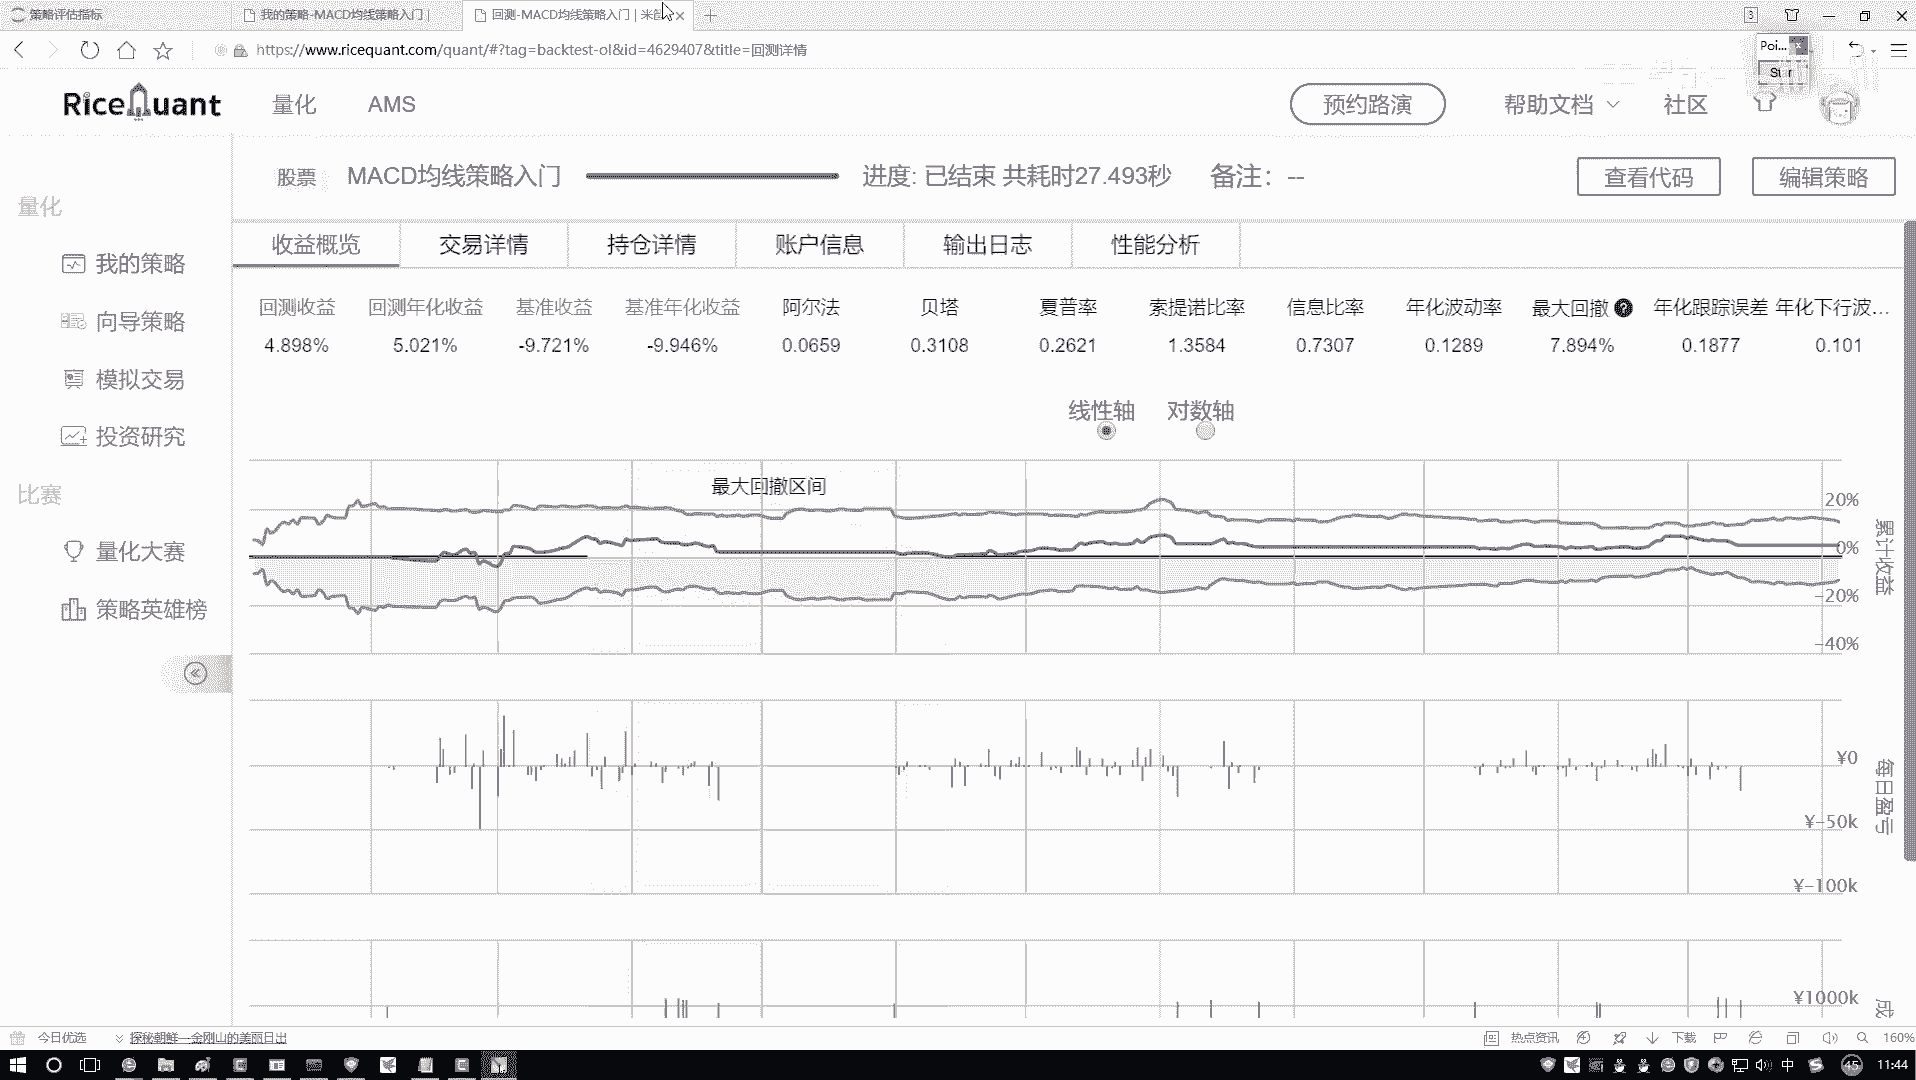 策略评估指标
我的策略-MACD均线策略入门 |
回测-MACD均线策略入门 | 米筐
3
https://www.ricequant.com/quant/#?tag=backtest-ol&id=4629407&title=回测详情
Poi...
Star
RiceQuant
量化
AMS
预约路演
帮助文档
社区
股票
MACD均线策略入门
进度: 已结束 共耗时27.493秒
备注: --
查看代码
编辑策略
量化
我的策略
向导策略
模拟交易
投资研究
比赛
量化大赛
策略英雄榜
收益概览
交易详情
持仓详情
账户信息
输出日志
性能分析
回测收益 回测年化收益 基准收益 基准年化收益 阿尔法 贝塔 夏普率 索提诺比率 信息比率 年化波动率 最大回撤 ? 年化跟踪误差 年化下行波...
4.898% 5.021% -9.721% -9.946% 0.0659 0.3108 0.2621 1.3584 0.7307 0.1289 7.894% 0.1877 0.101
线性轴 对数轴
最大回撤区间
20%
0%
-20%
-40%
累计收益
¥0
¥-50k
¥-100k
每日盈亏
¥1000k
成
今日优选
探秘朝鲜—金刚山的美丽日出
热点资讯
下载
160%
中
45
11:44